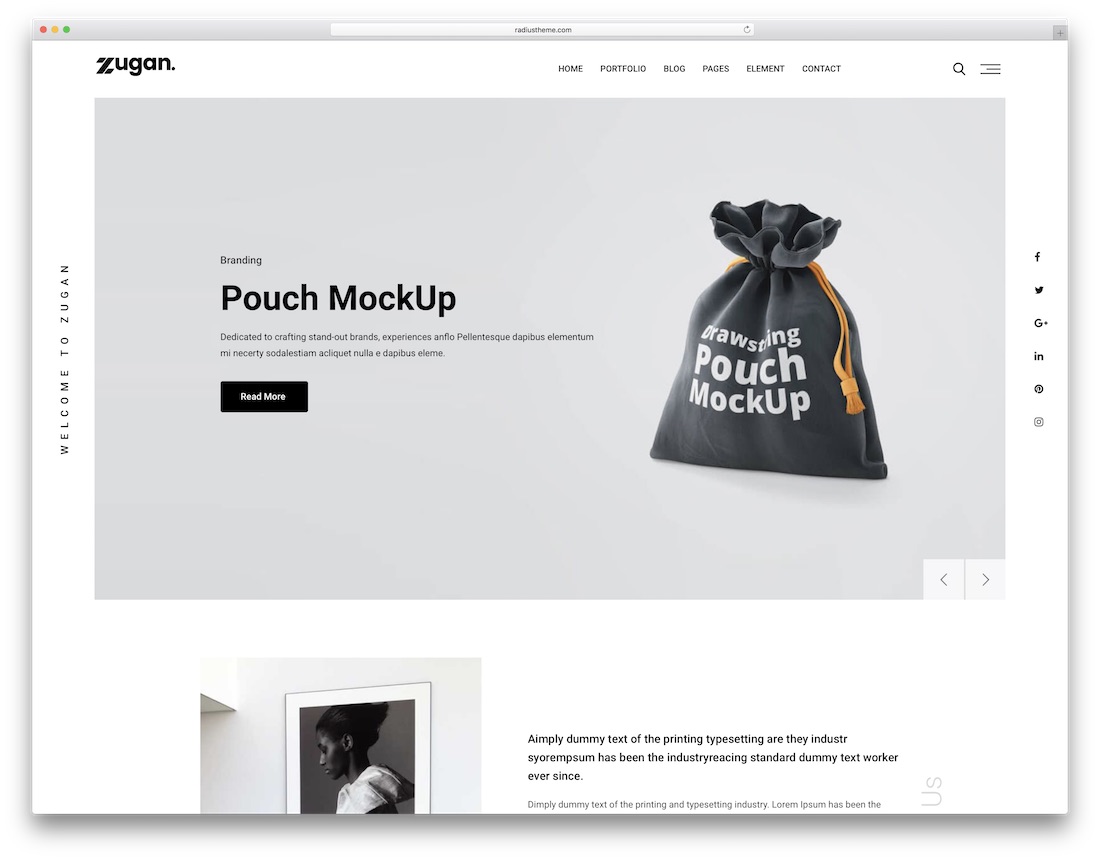 radiustheme.com
zugan.
HOME PORTFOLIO BLOG PAGES ELEMENT CONTACT
WELCOME TO ZUGAN
Branding
Pouch MockUp
Dedicated to crafting stand-out brands, experiences anflo Pellentesque dapibus elementum
mi necerty sodalestiam acliquet nulla e dapibus eleme.
Read More
Drawstring
Pouch
MockUp
G+
in
Aimply dummy text of the printing typesetting are they industr
syorempsum has been the industryreacing standard dummy text worker
ever since.
Dimply dummy text of the printing and typesetting industry. Lorem Ipsum has been the
Us